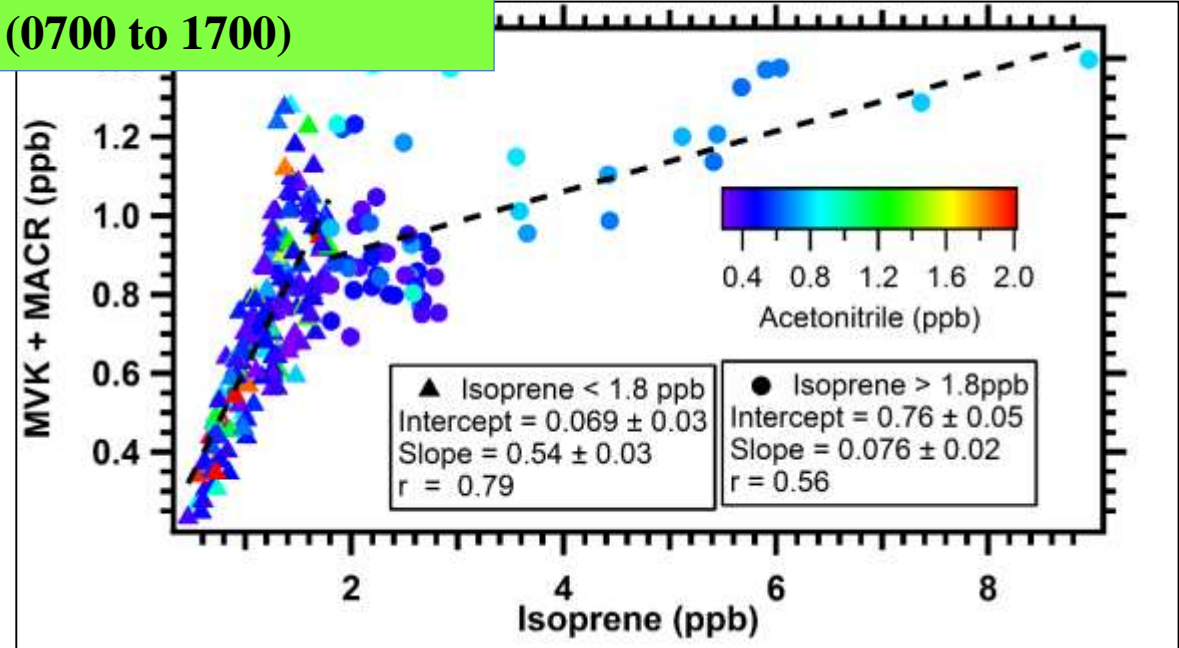 (0700 to 1700)
1.2
1.0
0.8
0.6
0.4
MVK + MACR (ppb)
0.4 0.8 1.2 1.6 2.0
Acetonitrile (ppb)
▲ Isoprene < 1.8 ppb
Intercept = 0.069 ± 0.03
Slope = 0.54 ± 0.03
r = 0.79
● Isoprene > 1.8ppb
Intercept = 0.76 ± 0.05
Slope = 0.076 ± 0.02
r = 0.56
2 4 6 8
Isoprene (ppb)